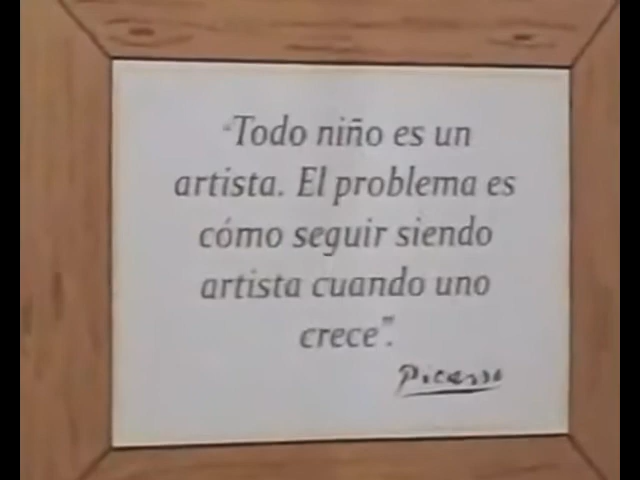 "Todo niño es un
artista. El problema es
cómo seguir siendo
artista cuando uno
crece".
Picasso